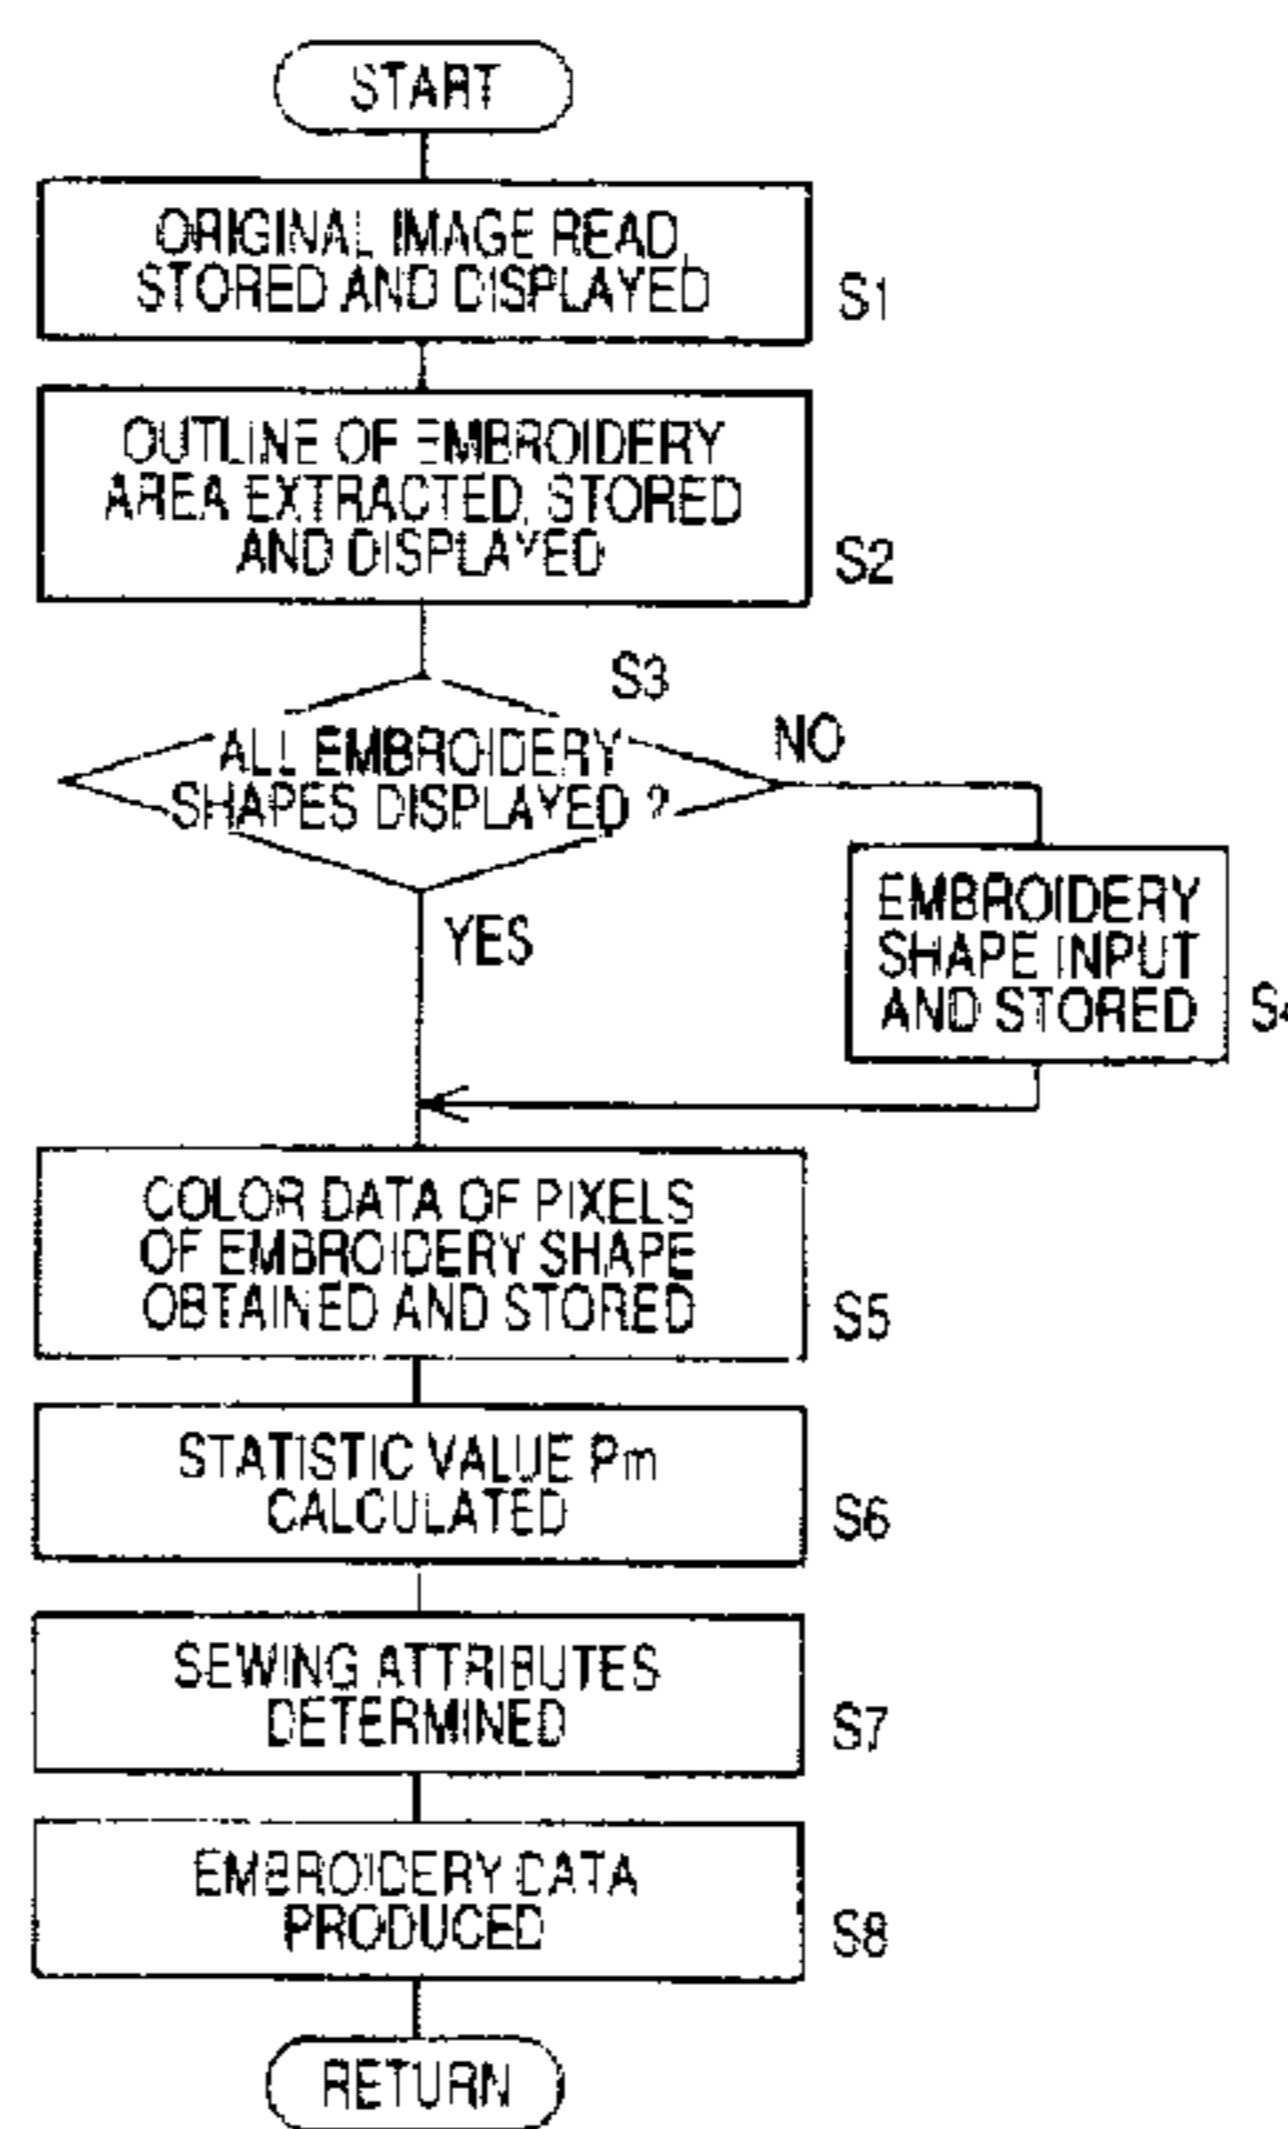 START
ORIGINAL IMAGE READ,
STORED AND DISPLAYED
S1
OUTLINE OF EMBROIDERY
AREA EXTRACTED, STORED
AND DISPLAYED
S2
S3
ALL EMBROIDERY
SHAPES DISPLAYED ?
NO
YES
EMBROIDERY
SHAPE INPUT
AND STORED
S4
COLOR DATA OF PIXELS
OF EMBROIDERY SHAPE
OBTAINED AND STORED
S5
STATISTIC VALUE Pm
CALCULATED
S6
SEWING ATTRIBUTES
DETERMINED
S7
EMBROIDERY DATA
PRODUCED
S8
RETURN